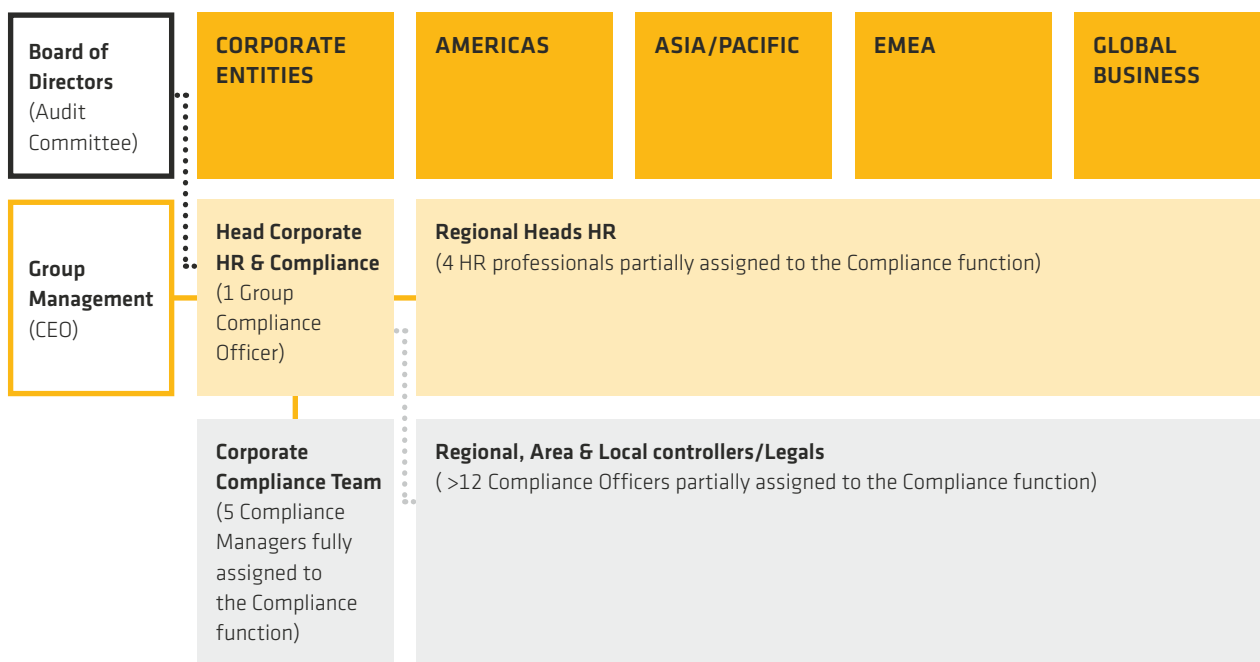 Board of
Directors
(Audit
Committee)
CORPORATE
ENTITIES
AMERICAS
ASIA/PACIFIC
EMEA
GLOBAL
BUSINESS
Group
Management
(CEO)
Head Corporate
HR & Compliance
(1 Group
Compliance
Officer)
Regional Heads HR
(4 HR professionals partially assigned to the Compliance function)
Corporate
Compliance Team
(5 Compliance
Managers fully
assigned to
the Compliance
function)
Regional, Area & Local controllers/Legals
( >12 Compliance Officers partially assigned to the Compliance function)